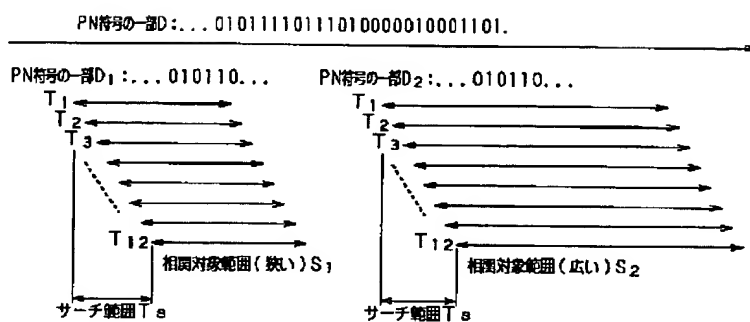 PN符号の一部D:...0101111011101000001010001101.
PN符号の一部D₁:...010110...
T₁
T₂
T₃
T₁₂
相関対象範囲(狭い)S₁
サーチ範囲Ts
PN符号の一部D₂:...010110...
T₁
T₂
T₃
T₁₂
相関対象範囲(広い)S₂
サーチ範囲Ts